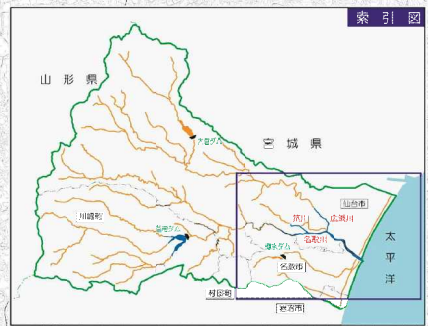 索引図
山形県
宮城県
大倉ダム
仙台市
笊川
広瀬川
川崎町
名取川
太平洋
釜房ダム
樽水ダム
名取市
村田町
岩沼市